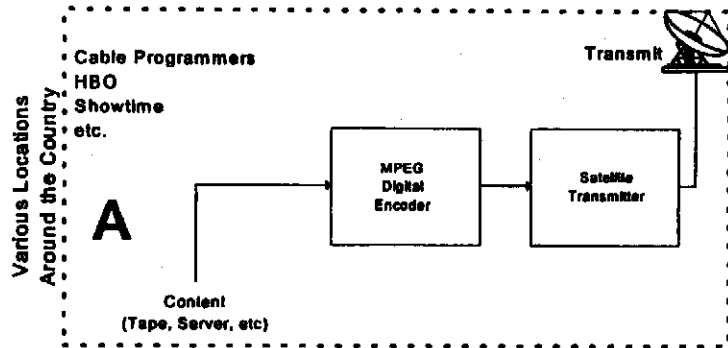 Various Locations
Around the Country
Cable Programmers
HBO
Showtime
etc.
Transmit
A
MPEG
Digital
Encoder
Satellite
Transmitter
Content
(Tape, Server, etc)